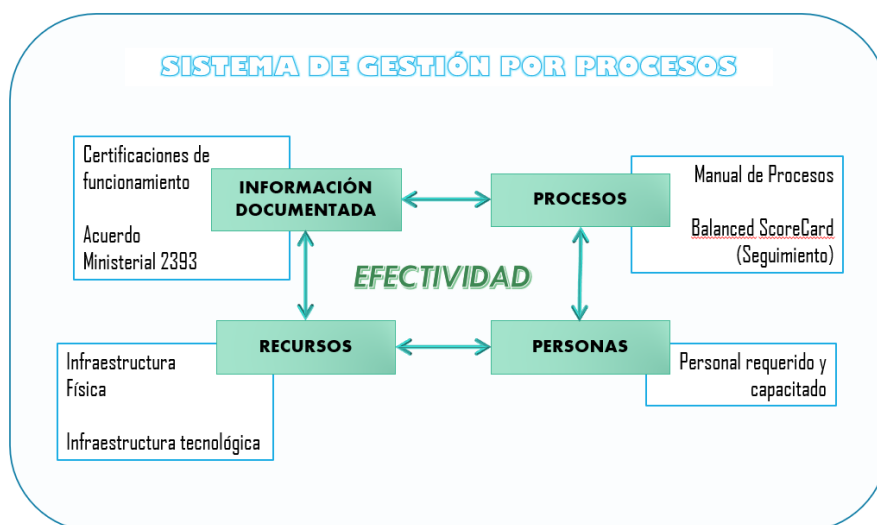 SISTEMA DE GESTIÓN POR PROCESOS
Certificaciones de
funcionamiento
Acuerdo
Ministerial 2393
INFORMACIÓN
DOCUMENTADA
PROCESOS
Manual de Procesos
Balanced ScoreCard
(Seguimiento)
EFECTIVIDAD
Infraestructura
Física
Infraestructura tecnológica
RECURSOS
PERSONAS
Personal requerido y
capacitado